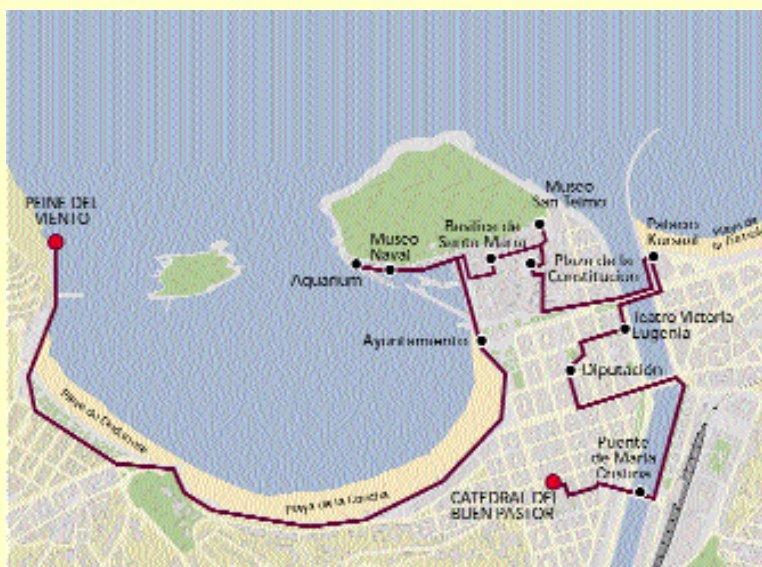 PEINE DEL
VIENTO
Museo
San Telmo
Basílica de
Santa María
Museo
Naval
Aquarium
Plaza de la
Constitución
Palacio
Kursaal
Playa de
Ayuntamiento
Teatro Victoria
Eugenia
Diputación
Puente
de María
Cristina
CATEDRAL DEL
BUEN PASTOR
Playa de la Concha